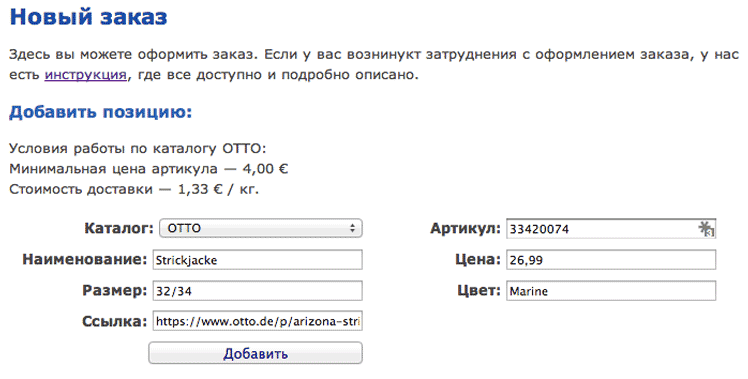 Новый заказ
Здесь вы можете оформить заказ. Если у вас возинукт затруднения с оформлением заказа, у нас
есть инструкция, где все доступно и подробно описано.
Добавить позицию:
Условия работы по каталогу ОТТО:
Минимальная цена артикула — 4,00 €
Стоимость доставки — 1,33 € / кг.
Каталог: OTTO Артикул: 33420074
Наименование: Strickjacke Цена: 26,99
Размер: 32/34 Цвет: Marine
Ссылка: https://www.otto.de/p/arizona-stri
Добавить